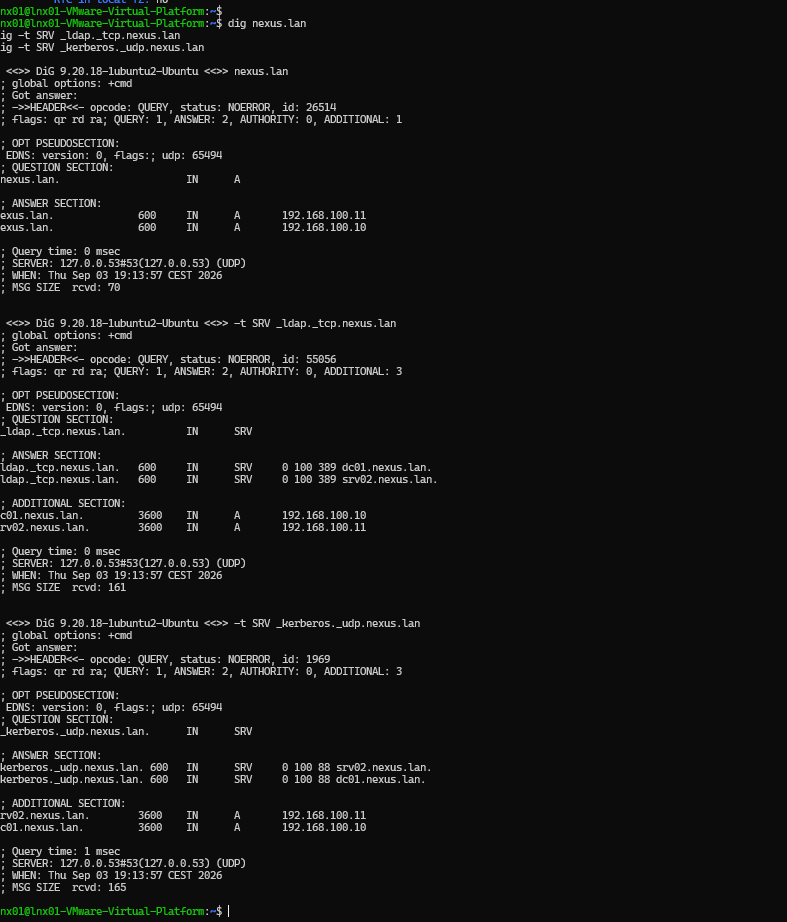 RTC in local TZ: no
nx01@lnx01-VMware-Virtual-Platform:~$
nx01@lnx01-VMware-Virtual-Platform:~$ dig nexus.lan
ig -t SRV _ldap._tcp.nexus.lan
ig -t SRV _kerberos._udp.nexus.lan
<<>> DiG 9.20.18-1ubuntu2-Ubuntu <<>> nexus.lan
; global options: +cmd
; Got answer:
; ->>HEADER<<- opcode: QUERY, status: NOERROR, id: 26514
; flags: qr rd ra; QUERY: 1, ANSWER: 2, AUTHORITY: 0, ADDITIONAL: 1
; OPT PSEUDOSECTION:
EDNS: version: 0, flags:; udp: 65494
; QUESTION SECTION:
nexus.lan. IN A
; ANSWER SECTION:
exus.lan. 600 IN A 192.168.100.11
exus.lan. 600 IN A 192.168.100.10
; Query time: 0 msec
; SERVER: 127.0.0.53#53(127.0.0.53) (UDP)
; WHEN: Thu Sep 03 19:13:57 CEST 2026
; MSG SIZE rcvd: 70
<<>> DiG 9.20.18-1ubuntu2-Ubuntu <<>> -t SRV _ldap._tcp.nexus.lan
; global options: +cmd
; Got answer:
; ->>HEADER<<- opcode: QUERY, status: NOERROR, id: 55056
; flags: qr rd ra; QUERY: 1, ANSWER: 2, AUTHORITY: 0, ADDITIONAL: 3
; OPT PSEUDOSECTION:
EDNS: version: 0, flags:; udp: 65494
; QUESTION SECTION:
_ldap._tcp.nexus.lan. IN SRV
; ANSWER SECTION:
ldap._tcp.nexus.lan. 600 IN SRV 0 100 389 dc01.nexus.lan.
ldap._tcp.nexus.lan. 600 IN SRV 0 100 389 srv02.nexus.lan.
; ADDITIONAL SECTION:
c01.nexus.lan. 3600 IN A 192.168.100.10
rv02.nexus.lan. 3600 IN A 192.168.100.11
; Query time: 0 msec
; SERVER: 127.0.0.53#53(127.0.0.53) (UDP)
; WHEN: Thu Sep 03 19:13:57 CEST 2026
; MSG SIZE rcvd: 161
<<>> DiG 9.20.18-1ubuntu2-Ubuntu <<>> -t SRV _kerberos._udp.nexus.lan
; global options: +cmd
; Got answer:
; ->>HEADER<<- opcode: QUERY, status: NOERROR, id: 1969
; flags: qr rd ra; QUERY: 1, ANSWER: 2, AUTHORITY: 0, ADDITIONAL: 3
; OPT PSEUDOSECTION:
EDNS: version: 0, flags:; udp: 65494
; QUESTION SECTION:
_kerberos._udp.nexus.lan. IN SRV
; ANSWER SECTION:
kerberos._udp.nexus.lan. 600 IN SRV 0 100 88 srv02.nexus.lan.
kerberos._udp.nexus.lan. 600 IN SRV 0 100 88 dc01.nexus.lan.
; ADDITIONAL SECTION:
rv02.nexus.lan. 3600 IN A 192.168.100.11
c01.nexus.lan. 3600 IN A 192.168.100.10
; Query time: 1 msec
; SERVER: 127.0.0.53#53(127.0.0.53) (UDP)
; WHEN: Thu Sep 03 19:13:57 CEST 2026
; MSG SIZE rcvd: 165
nx01@lnx01-VMware-Virtual-Platform:~$